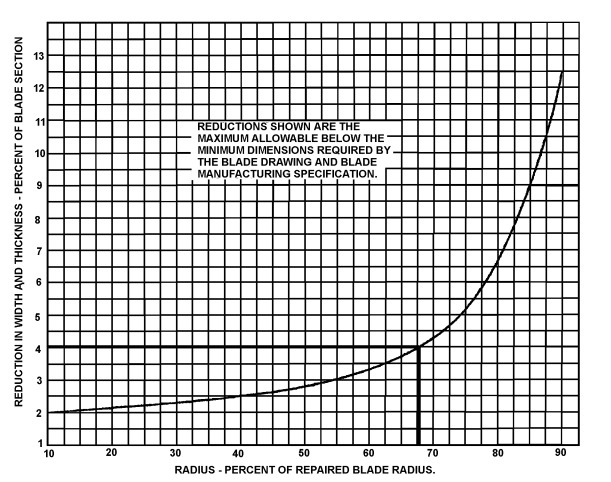 REDUCTION IN WIDTH AND THICKNESS - PERCENT OF BLADE SECTION
13
12
11
10
9
8
7
6
5
4
3
2
1
REDUCTIONS SHOWN ARE THE
MAXIMUM ALLOWABLE BELOW THE
MINIMUM DIMENSIONS REQUIRED BY
THE BLADE DRAWING AND BLADE
MANUFACTURING SPECIFICATION.
10 20 30 40 50 60 70 80 90
RADIUS - PERCENT OF REPAIRED BLADE RADIUS.